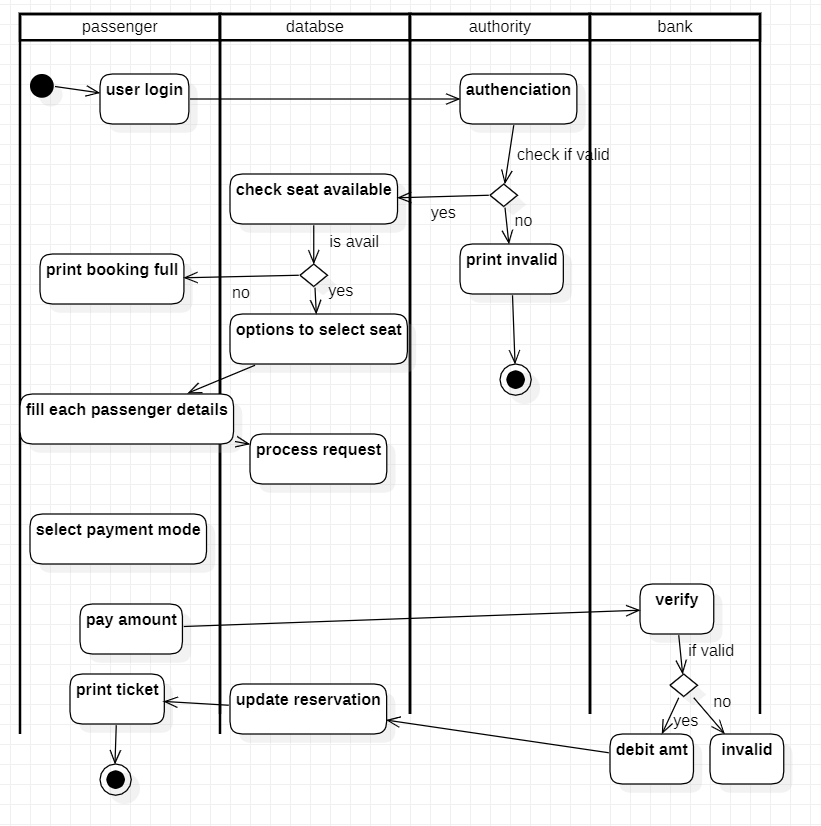 passenger
databse
authority
bank
user login
authenciation
check if valid
check seat available
yes
no
is avail
print booking full
print invalid
no
yes
options to select seat
fill each passenger details
process request
select payment mode
verify
pay amount
if valid
print ticket
update reservation
no
yes
debit amt
invalid